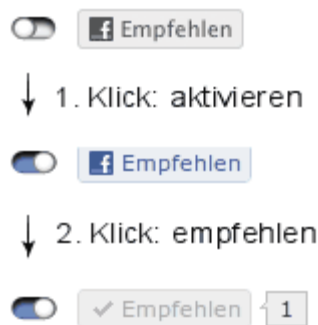 Empfehlen
1. Klick: aktivieren
Empfehlen
2. Klick: empfehlen
Empfehlen 1